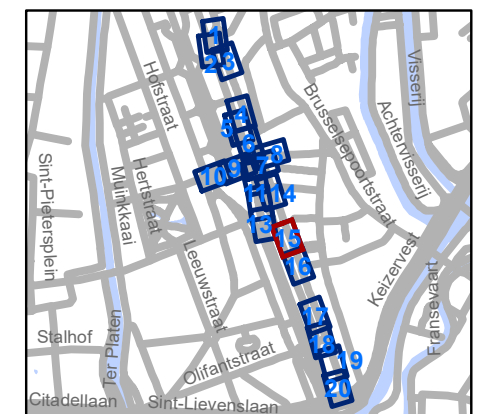 1
2
3
4
5
6
7
8
9
10
11
14
13
15
16
17
18
19
20
Hofstraat
Visserij
Brusselsepoortstraat
Achtervisserij
Sint-Pietersplein
Muinkkaai
Hertstraat
Leeuwstraat
Keizervest
Fransevaart
Stalhof
Ter Platen
Olifantstraat
Citadellaan
Sint-Lievenslaan